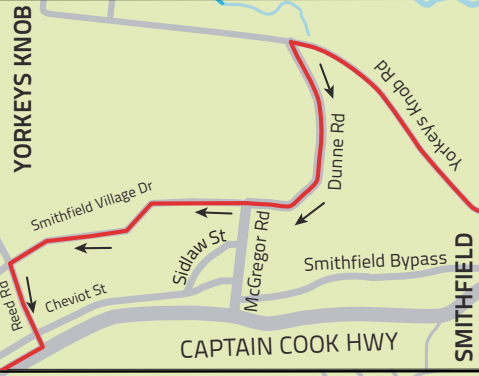 YORKEYS KNOB
Yorkeys Knob Rd
Dunne Rd
Smithfield Village Dr
McGregor Rd
Sidlaw St
Smithfield Bypass
SMITHFIELD
Reed Rd
Cheviot St
CAPTAIN COOK HWY